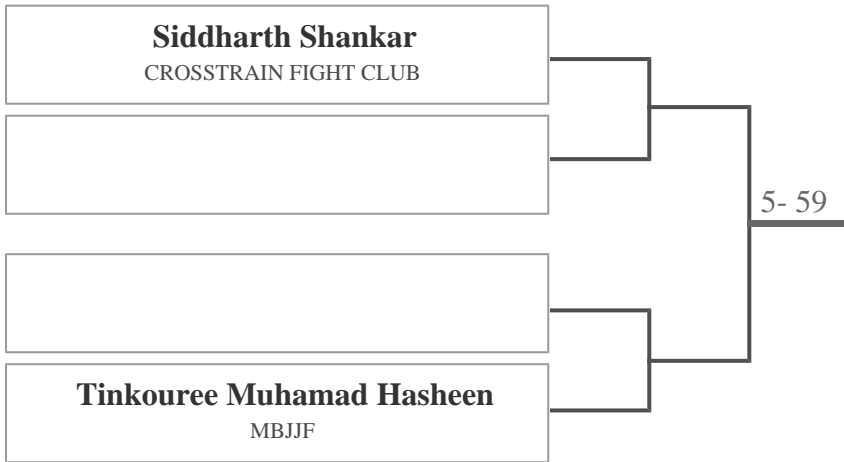 Siddharth Shankar
CROSSTRAIN FIGHT CLUB
5- 59
Tinkouree Muhamad Hasheen
MBJJF